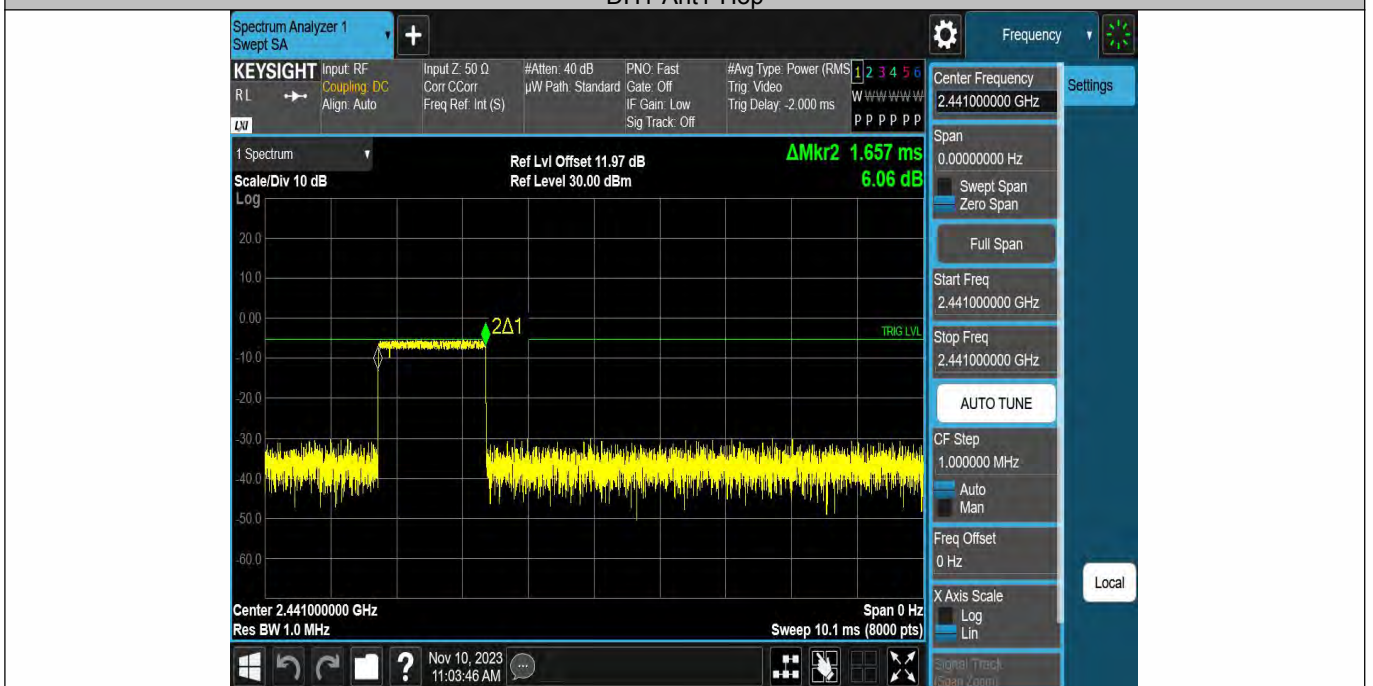 Spectrum Analyzer 1
Swept SA
Frequency
KEYSIGHT
Input: RF
Input Z: 50 Ω
#Atten: 40 dB
PNO: Fast
#Avg Type: Power (RMS
1 2 3 4 5 6
R L
Coupling: DC
Corr CCorr
µW Path: Standard
Gate: Off
Trig: Video
Align: Auto
Freq Ref: Int (S)
IF Gain: Low
Trig Delay: -2.000 ms
W W W W W W
Sig Track: Off
P P P P P P
LXI
1 Spectrum
Ref Lvl Offset 11.97 dB
ΔMkr2 1.657 ms
Scale/Div 10 dB
Ref Level 30.00 dBm
6.06 dB
Log
20.0
10.0
0.00
-10.0
-20.0
-30.0
-40.0
-50.0
-60.0
2Δ1
TRIG LVL
Center 2.441000000 GHz
Span 0 Hz
Res BW 1.0 MHz
Sweep 10.1 ms (8000 pts)
Nov 10, 2023
11:03:46 AM
Center Frequency
2.441000000 GHz
Settings
Span
0.00000000 Hz
Swept Span
Zero Span
Full Span
Start Freq
2.441000000 GHz
Stop Freq
2.441000000 GHz
AUTO TUNE
CF Step
1.000000 MHz
Auto
Man
Freq Offset
0 Hz
Local
X Axis Scale
Log
Lin
Signal Track
(Span Zoom)